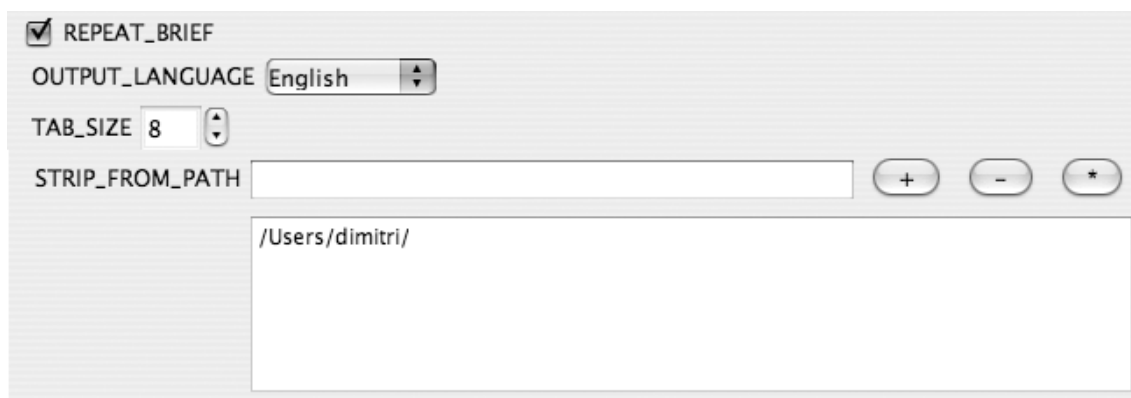 REPEAT_BRIEF
OUTPUT_LANGUAGE English
TAB_SIZE 8
STRIP_FROM_PATH + - *
/Users/dimitri/